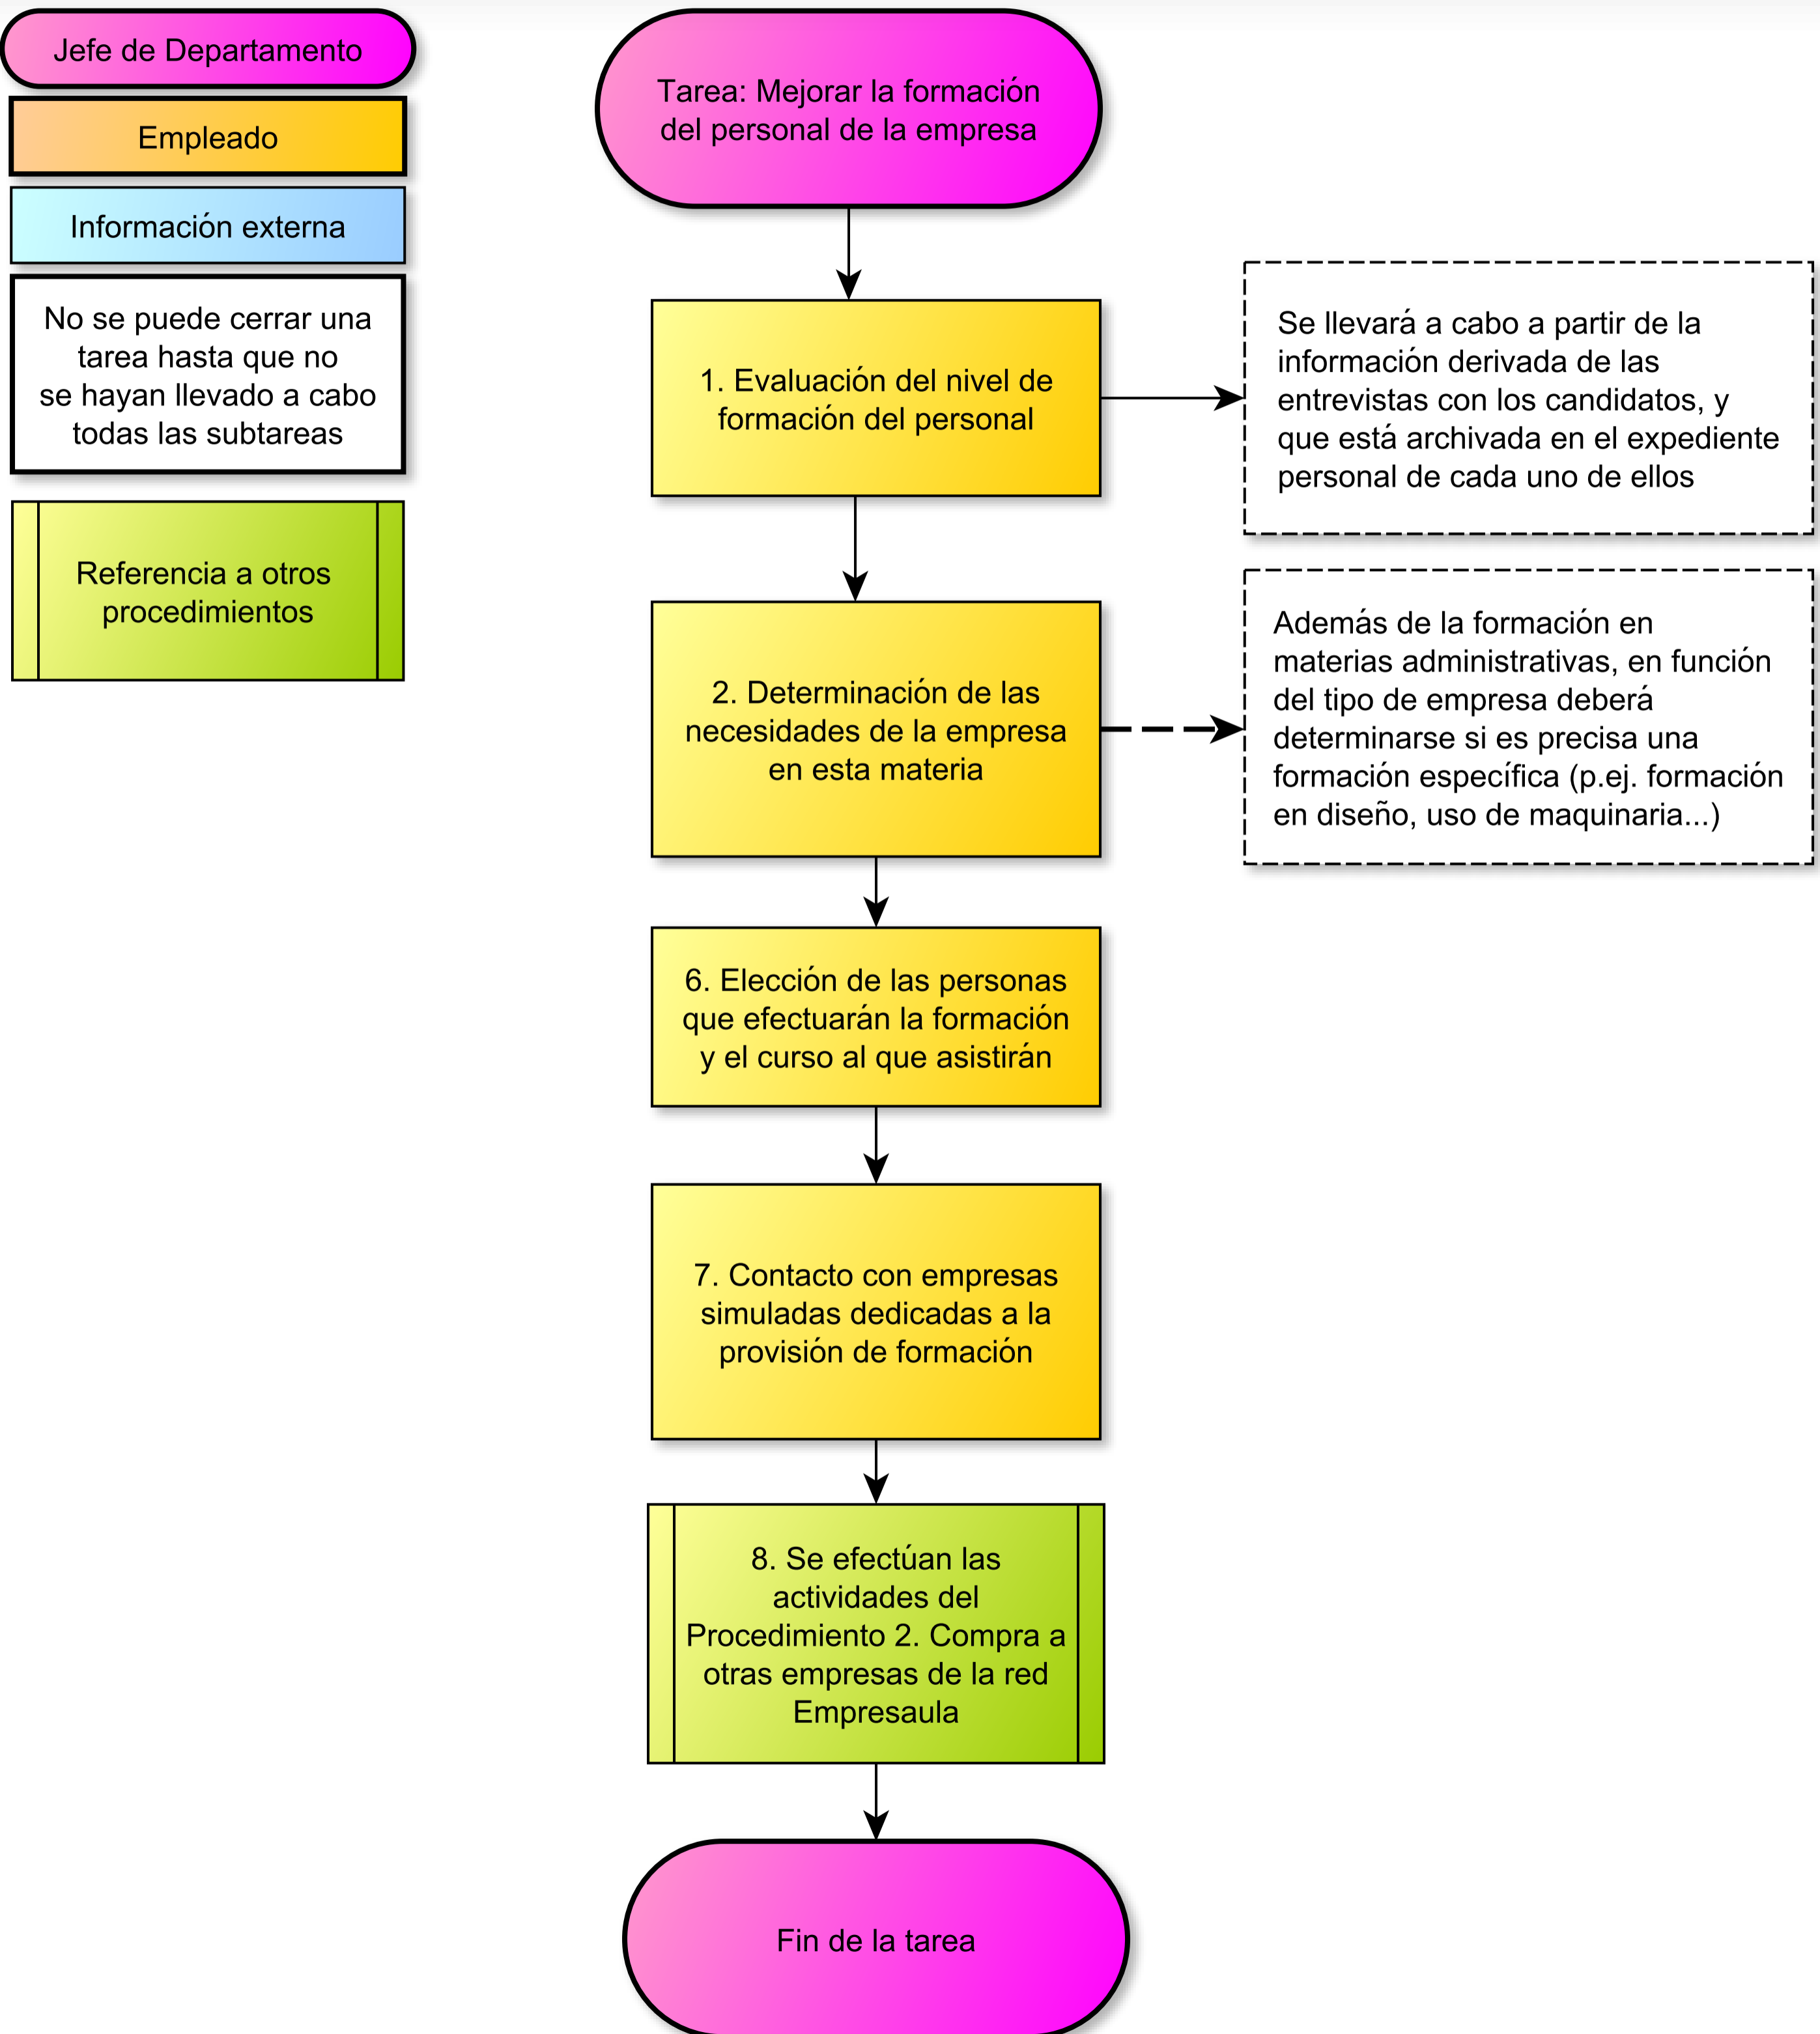 Jefe de Departamento
Empleado
Información externa
No se puede cerrar una
tarea hasta que no
se hayan llevado a cabo
todas las subtareas
Referencia a otros
procedimientos
Tarea: Mejorar la formación
del personal de la empresa
1. Evaluación del nivel de
formación del personal
Se llevará a cabo a partir de la
información derivada de las
entrevistas con los candidatos, y
que está archivada en el expediente
personal de cada uno de ellos
2. Determinación de las
necesidades de la empresa
en esta materia
Además de la formación en
materias administrativas, en función
del tipo de empresa deberá
determinarse si es precisa una
formación específica (p.ej. formación
en diseño, uso de maquinaria...)
6. Elección de las personas
que efectuarán la formación
y el curso al que asistirán
7. Contacto con empresas
simuladas dedicadas a la
provisión de formación
8. Se efectúan las
actividades del
Procedimiento 2. Compra a
otras empresas de la red
Empresaula
Fin de la tarea